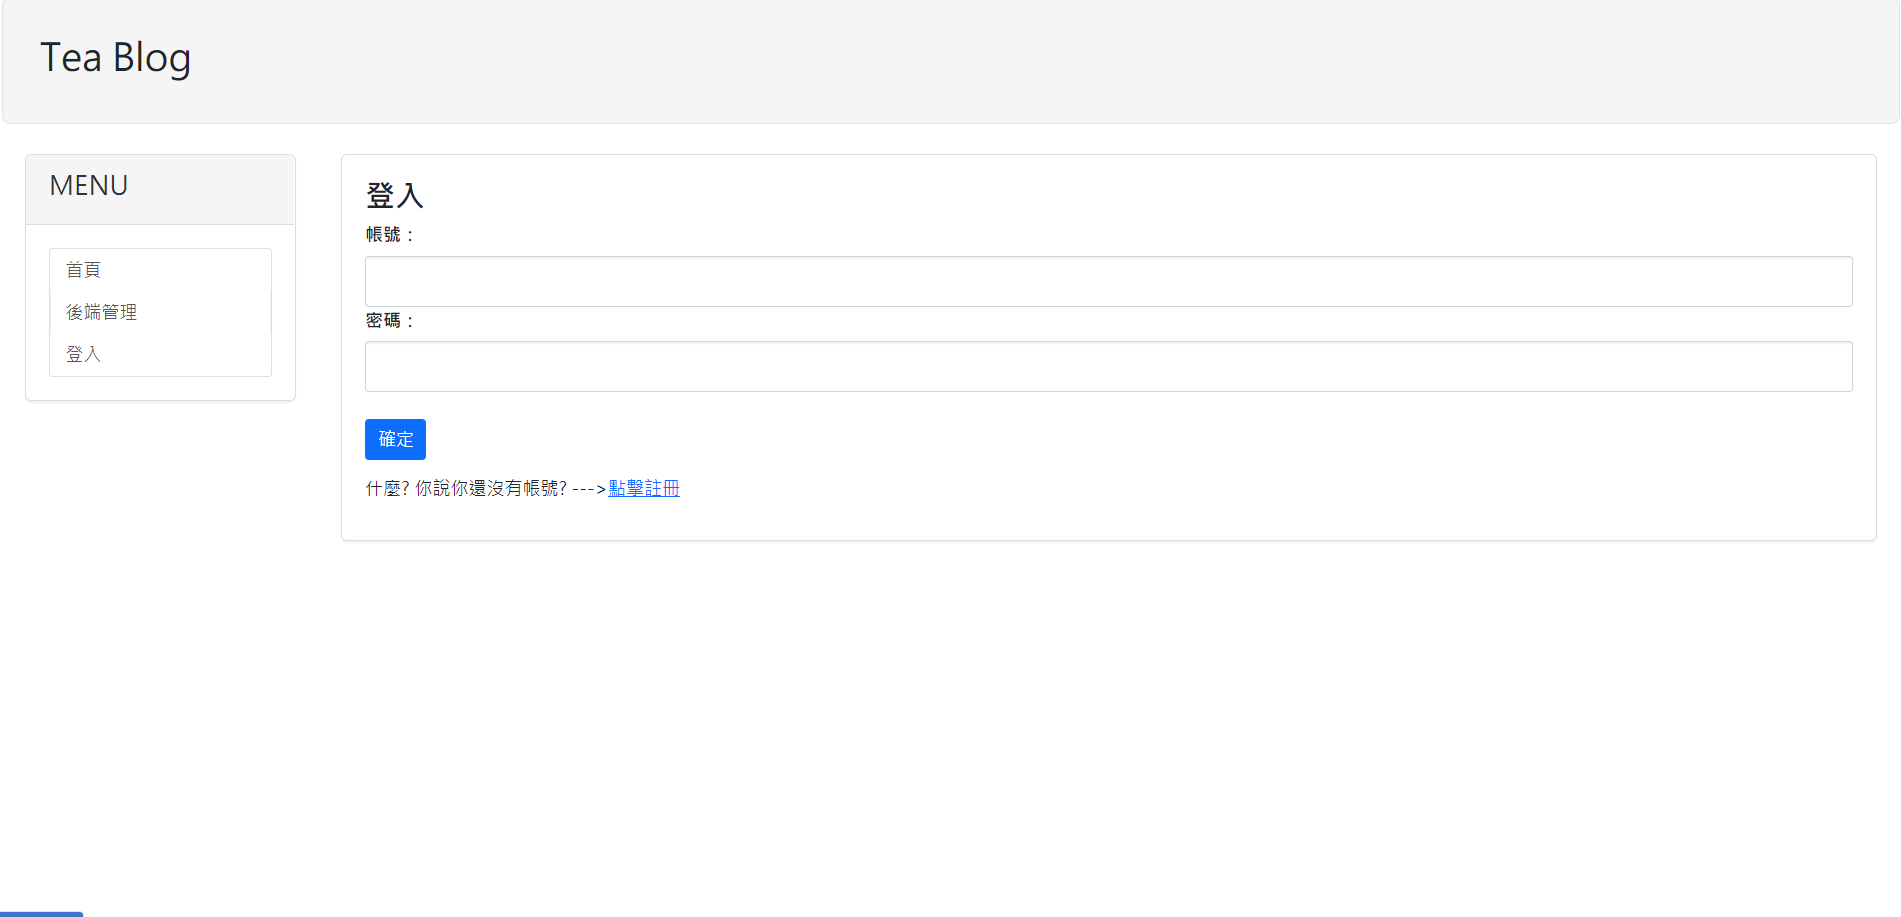 Tea Blog
MENU
首頁
後端管理
登入
登入
帳號：
密碼：
確定
什麼? 你說你還沒有帳號? --->點擊註冊